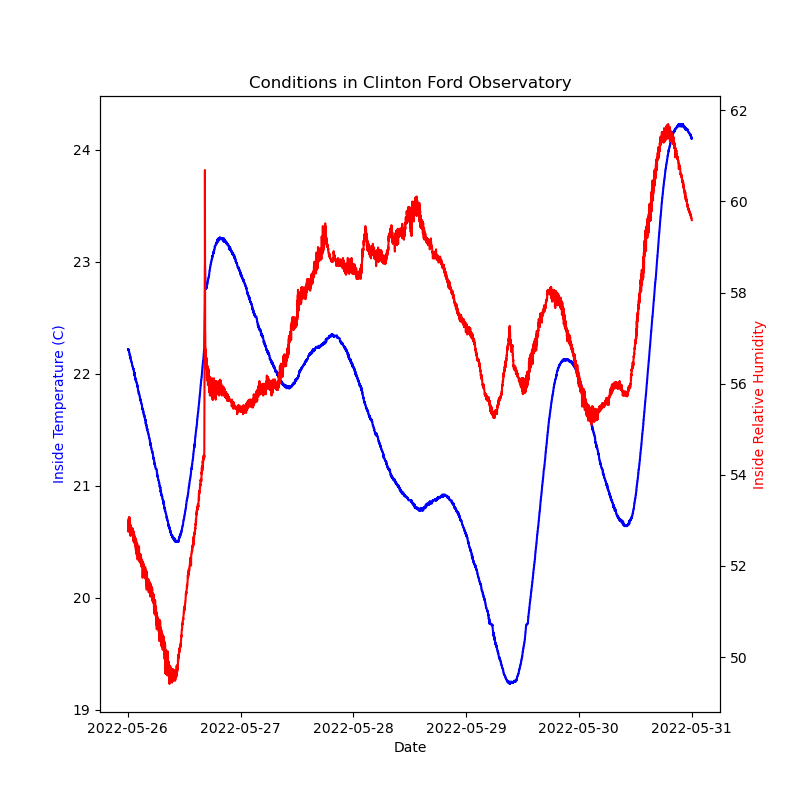 Conditions in Clinton Ford Observatory
Inside Temperature (C)
24
23
22
21
20
19
62
60
58
56
54
52
50
Inside Relative Humidity
2022-05-26 2022-05-27 2022-05-28 2022-05-29 2022-05-30 2022-05-31
Date